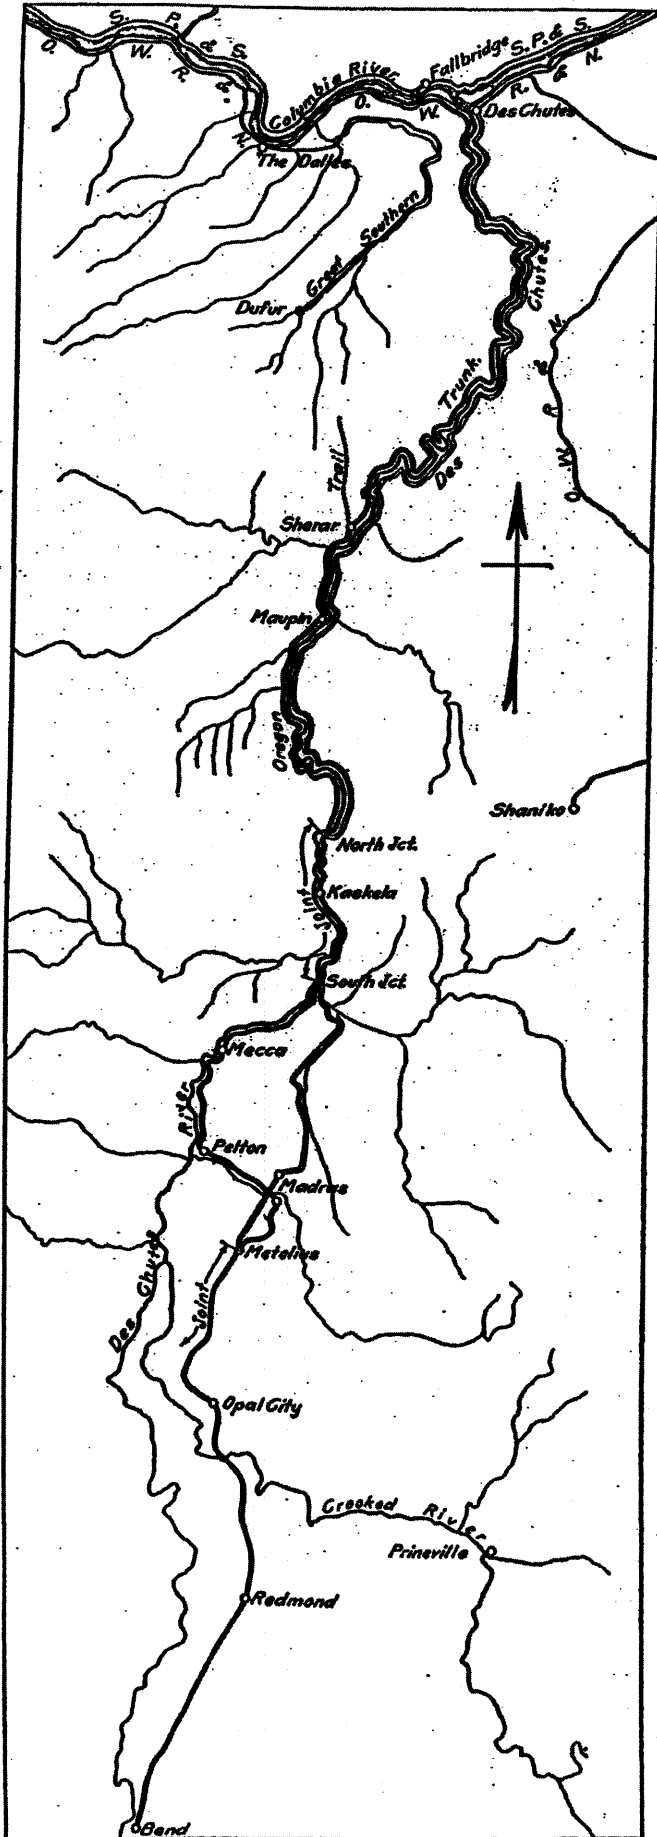 S. P. & S.
O. W. R. & N.
Columbia River
Fallbridge
S. P. & S.
O. W. R. & N.
Des Chutes
The Dalles
Great Southern
Dufur
Chutes
Des
Trunk.
N.
&
R.
W.
O.
Trail
Sherar
Maupin
Oregon
Shaniko
North Jct.
Joint
Kaskela
South Jct.
Mecca
River
Pelton
Madras
Metolius
Joint
Des Chutes
Opal City
Crooked River
Prineville
Redmond
Bend